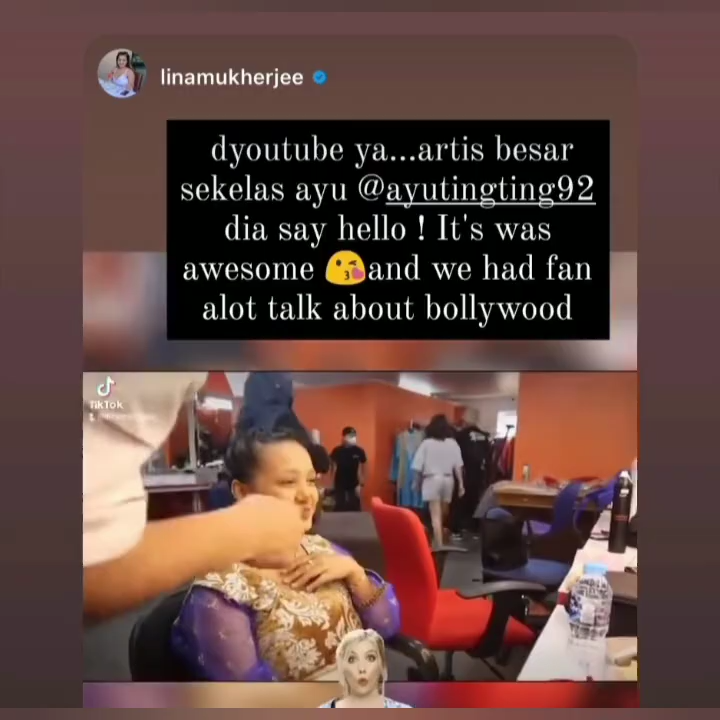 linamukherjee
dyoutube ya...artis besar
sekelas ayu @ayutingting92
dia say hello ! It's was
awesome 😘and we had fan
alot talk about bollywood
TikTok